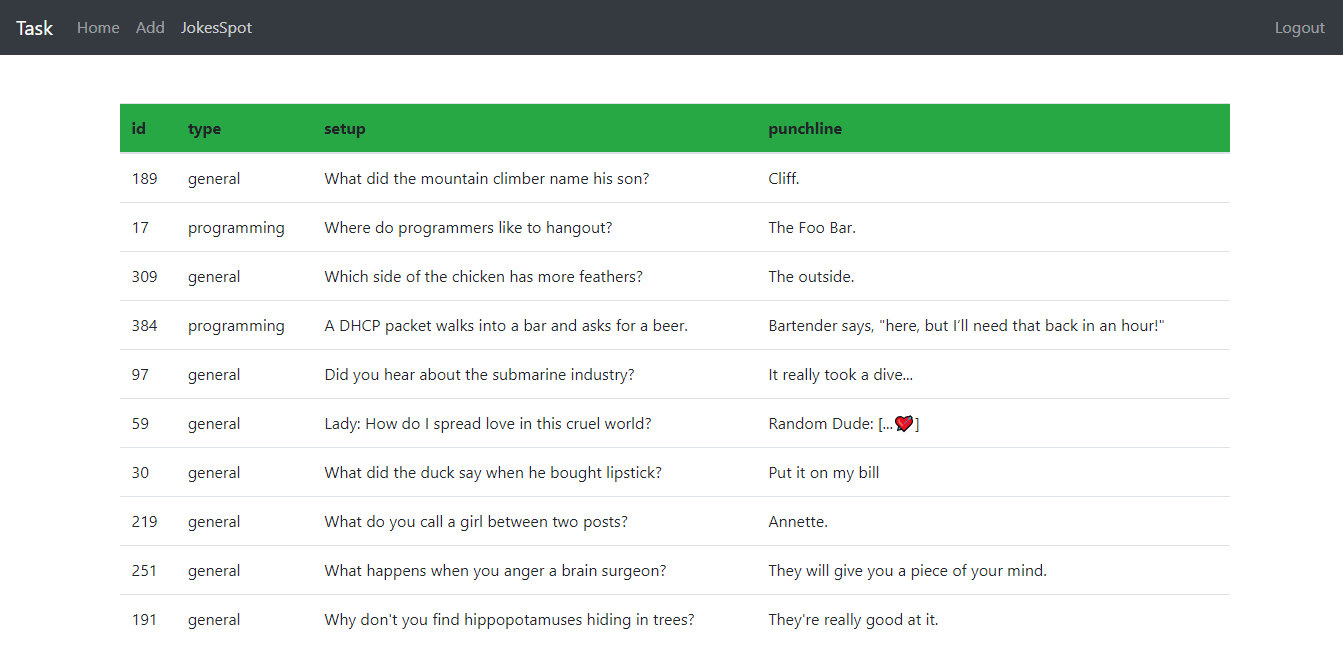 Task Home Add JokesSpot Logout
id type setup punchline
189 general What did the mountain climber name his son? Cliff.
17 programming Where do programmers like to hangout? The Foo Bar.
309 general Which side of the chicken has more feathers? The outside.
384 programming A DHCP packet walks into a bar and asks for a beer. Bartender says, "here, but I’ll need that back in an hour!"
97 general Did you hear about the submarine industry? It really took a dive...
59 general Lady: How do I spread love in this cruel world? Random Dude: [...💘]
30 general What did the duck say when he bought lipstick? Put it on my bill
219 general What do you call a girl between two posts? Annette.
251 general What happens when you anger a brain surgeon? They will give you a piece of your mind.
191 general Why don't you find hippopotamuses hiding in trees? They're really good at it.